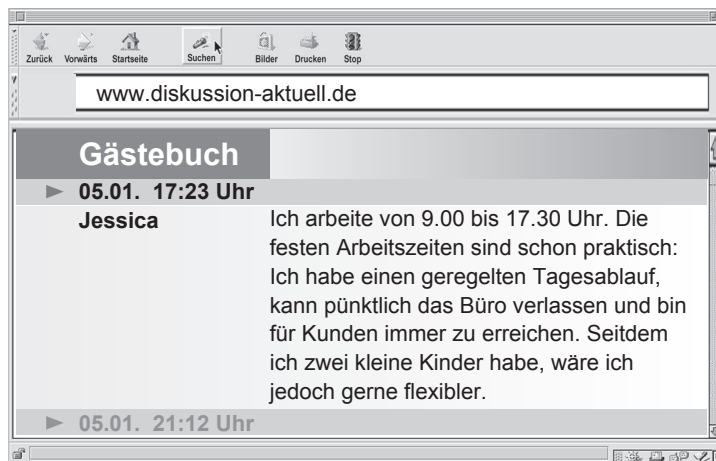 Zurück Vorwärts Startseite Suchen Bilder Drucken Stop
www.diskussion-aktuell.de
Gästebuch
05.01. 17:23 Uhr
Jessica Ich arbeite von 9.00 bis 17.30 Uhr. Die
festen Arbeitszeiten sind schon praktisch:
Ich habe einen geregelten Tagesablauf,
kann pünktlich das Büro verlassen und bin
für Kunden immer zu erreichen. Seitdem
ich zwei kleine Kinder habe, wäre ich
jedoch gerne flexibler.
05.01. 21:12 Uhr